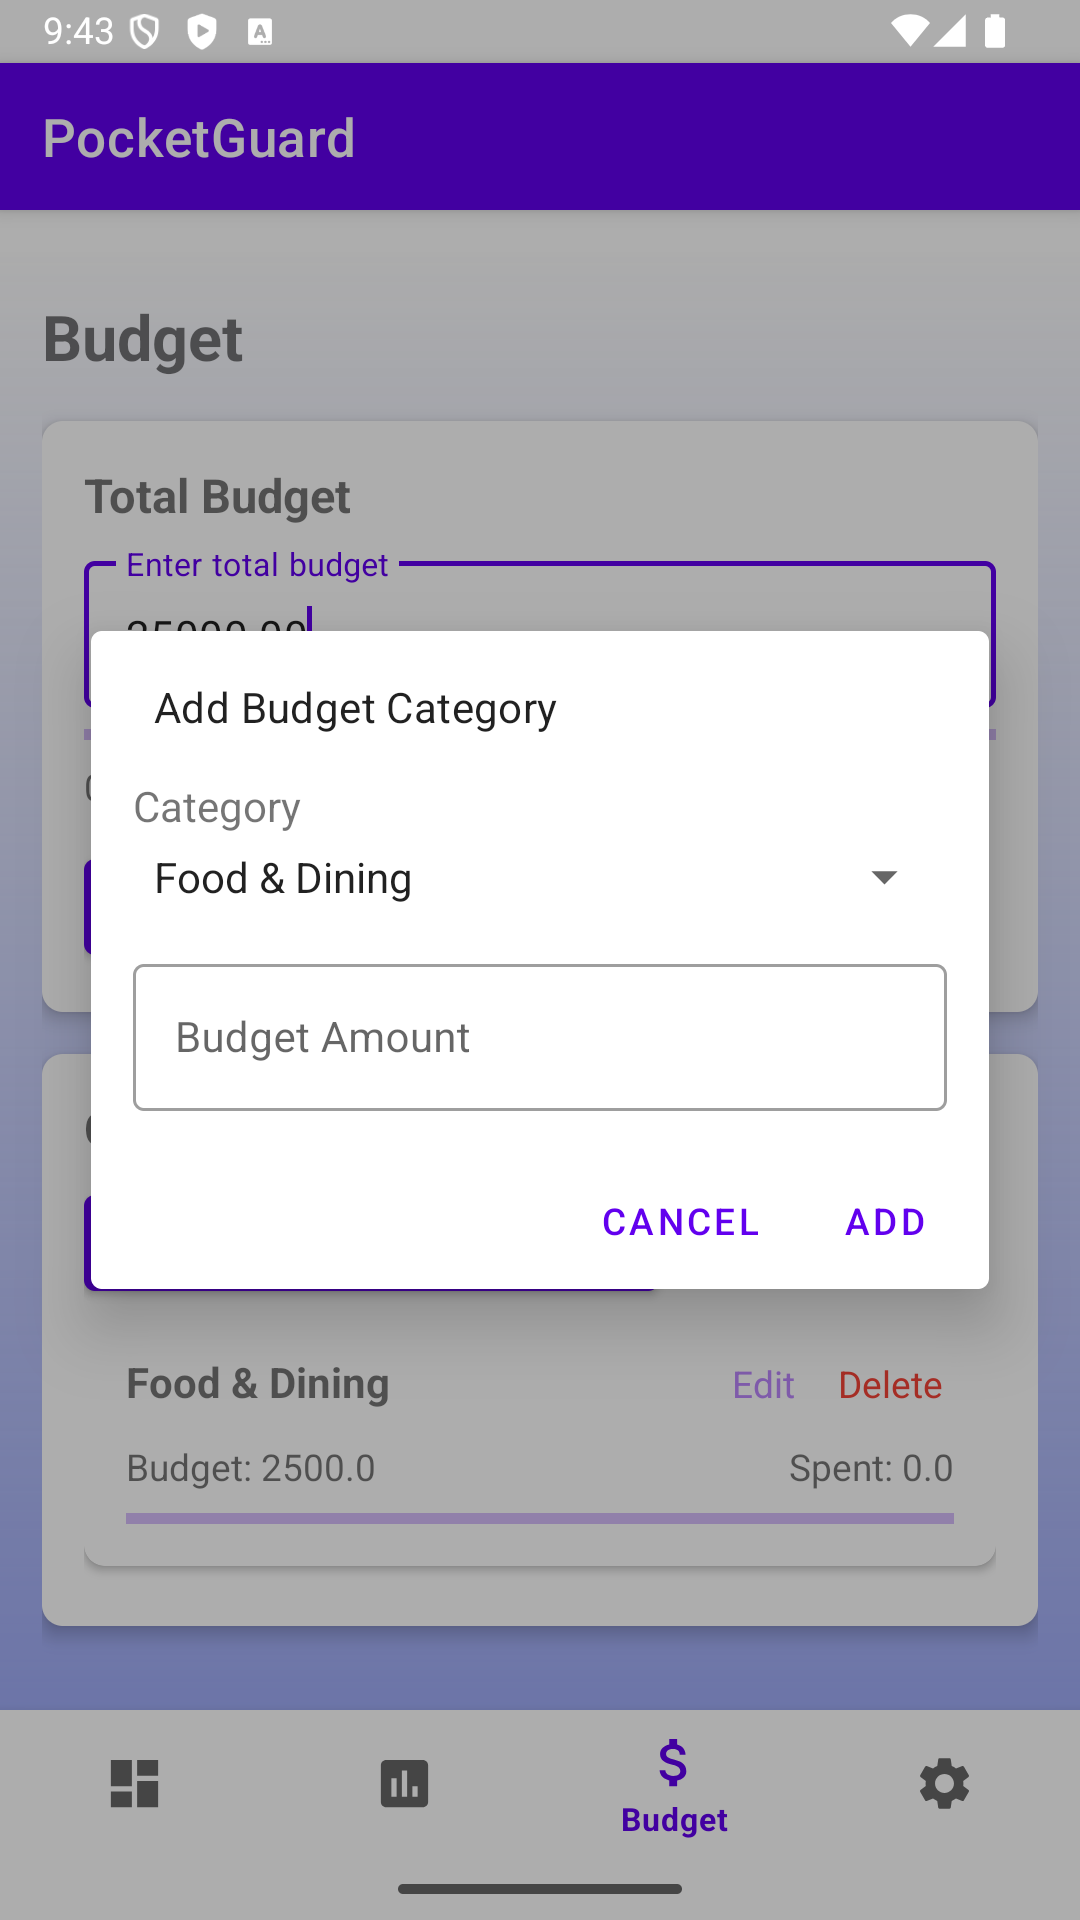 9:43
PocketGuard
Budget
Total Budget
Enter total budget
Add Budget Category
Category
Food & Dining
Budget Amount
CANCEL ADD
Food & Dining Edit Delete
Budget: 2500.0 Spent: 0.0
Budget